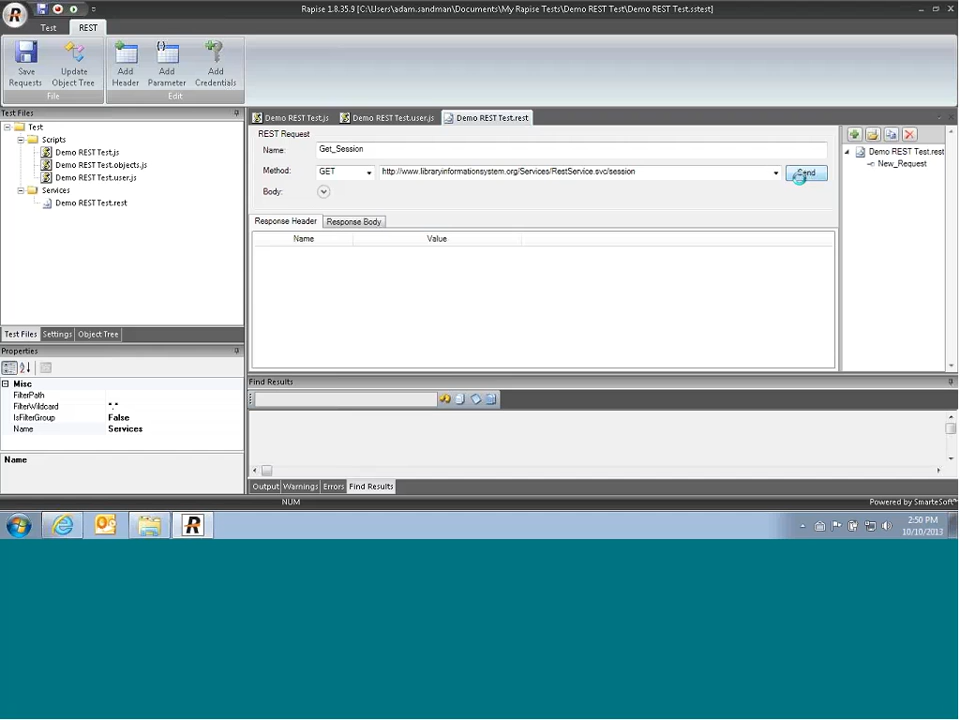 Rapise 1.8.35.9 [C:\Users\adam.sandman\Documents\My Rapise Tests\Demo REST Test\Demo REST Test.sstest]
Test REST
Save Requests
Update Object Tree
Add Header
Add Parameter
Add Credentials
File
Edit
Test Files
Test
Scripts
Demo REST Test.js
Demo REST Test.objects.js
Demo REST Test.user.js
Services
Demo REST Test.rest
Test Files Settings Object Tree
Properties
Misc
FilterPath
FilterWildcard *.*
IsFilterGroup False
Name Services
Name
Demo REST Test.js Demo REST Test.user.js Demo REST Test.rest
REST Request
Name: Get_Session
Method: GET http://www.libraryinformationsystem.org/Services/RestService.svc/session Send
Body:
Response Header Response Body
Name Value
Demo REST Test.rest
New_Request
Find Results
Output Warnings Errors Find Results
NUM Powered by SmarteSoft™
2:50 PM
10/10/2013